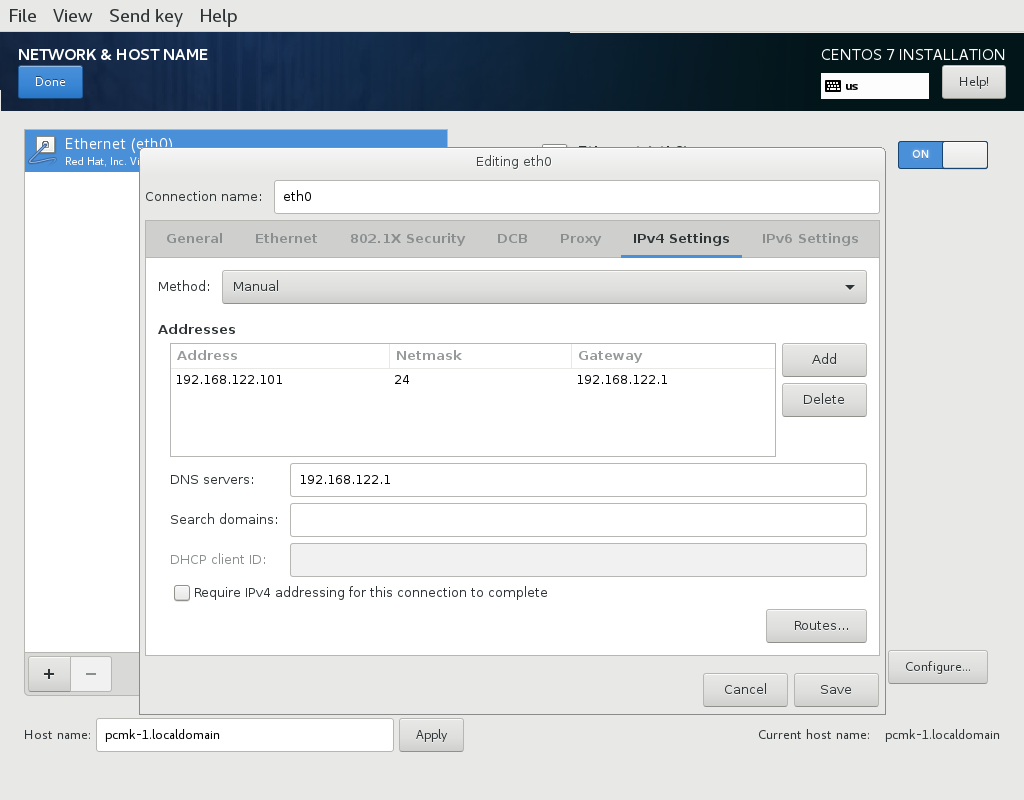 File View Send key Help
NETWORK & HOST NAME
CENTOS 7 INSTALLATION
Done
us
Help!
Ethernet (eth0)
Red Hat, Inc.
ON
Editing eth0
Connection name: eth0
General Ethernet 802.1X Security DCB Proxy IPv4 Settings IPv6 Settings
Method: Manual
Addresses
Address Netmask Gateway
192.168.122.101 24 192.168.122.1
Add
Delete
DNS servers: 192.168.122.1
Search domains:
DHCP client ID:
Require IPv4 addressing for this connection to complete
Routes...
+ −
Configure...
Cancel Save
Host name: pcmk-1.localdomain Apply
Current host name: pcmk-1.localdomain